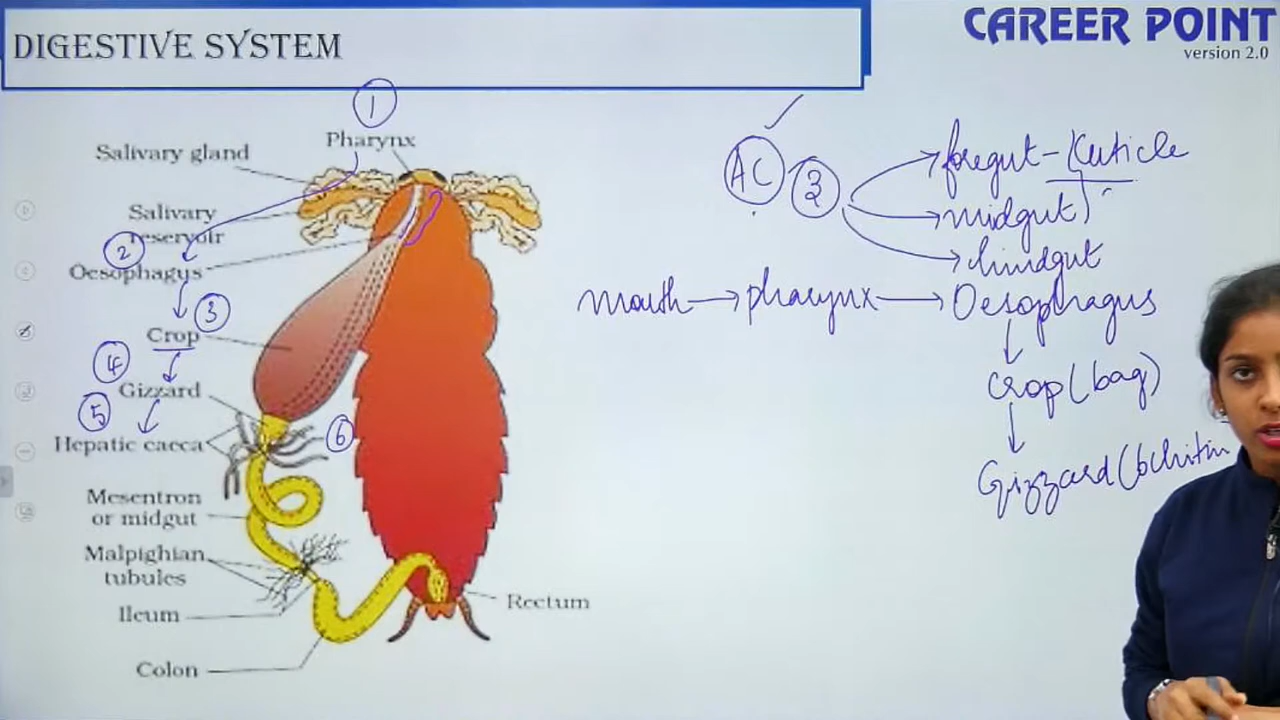 DIGESTIVE SYSTEM
CAREER POINT
version 2.0
1
Pharynx
Salivary gland
Salivary
reservoir
2
Oesophagus
3
Crop
4
Gizzard
5
Hepatic caeca
6
Mesentron
or midgut
Malpighian
tubules
Ileum
Colon
Rectum
AC
3
foregut - Cuticle
midgut
hindgut
mouth → pharynx → Oesophagus
Crop (bag)
Gizzard (6chitin